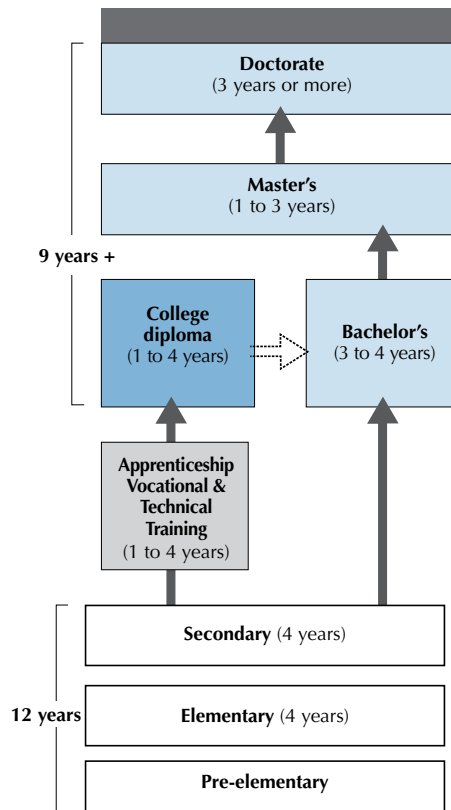 Doctorate
(3 years or more)
Master's
(1 to 3 years)
9 years +
College
diploma
(1 to 4 years)
Bachelor's
(3 to 4 years)
Apprenticeship
Vocational &
Technical
Training
(1 to 4 years)
Secondary (4 years)
12 years
Elementary (4 years)
Pre-elementary